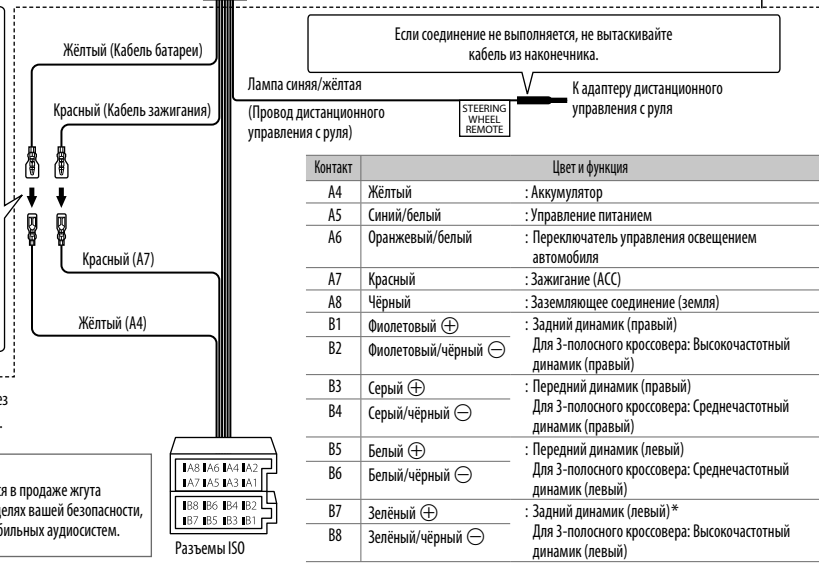 Если соединение не выполняется, не вытаскивайте
кабель из наконечника.
Жёлтый (Кабель батареи)
Красный (Кабель зажигания)
Лампа синяя/жёлтая
(Провод дистанционного
управления с руля)
STEERING
WHEEL
REMOTE
К адаптеру дистанционного
управления с руля
Красный (A7)
Жёлтый (A4)
ез
.
ся в продаже жгута
целях вашей безопасности,
бильных аудиосистем.
A8 A6 A4 A2
A7 A5 A3 A1
B8 B6 B4 B2
B7 B5 B3 B1
Разъемы ISO
Контакт Цвет и функция
A4 Жёлтый : Аккумулятор
A5 Синий/белый : Управление питанием
A6 Оранжевый/белый : Переключатель управления освещением
автомобиля
A7 Красный : Зажигание (ACC)
A8 Чёрный : Заземляющее соединение (земля)
B1 Фиолетовый ⊕ : Задний динамик (правый)
B2 Фиолетовый/чёрный ⊖ Для 3-полосного кроссовера: Высокочастотный
динамик (правый)
B3 Серый ⊕ : Передний динамик (правый)
B4 Серый/чёрный ⊖ Для 3-полосного кроссовера: Среднечастотный
динамик (правый)
B5 Белый ⊕ : Передний динамик (левый)
B6 Белый/чёрный ⊖ Для 3-полосного кроссовера: Среднечастотный
динамик (левый)
B7 Зелёный ⊕ : Задний динамик (левый)*
B8 Зелёный/чёрный ⊖ Для 3-полосного кроссовера: Высокочастотный
динамик (левый)